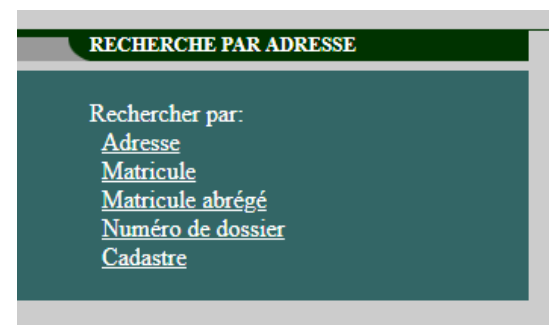 RECHERCHE PAR ADRESSE
Rechercher par:
Adresse
Matricule
Matricule abrégé
Numéro de dossier
Cadastre